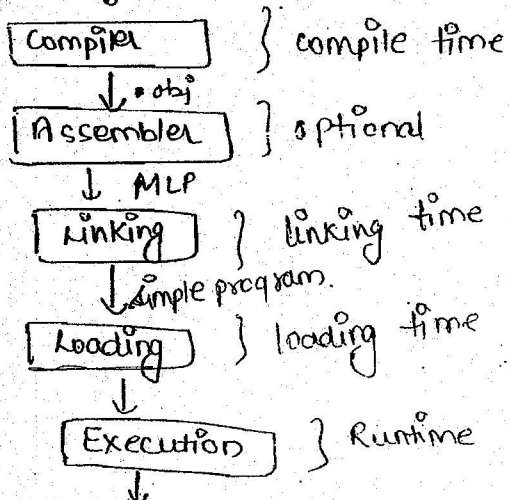 Compiler } compile time
.obj
Assembler } optional
MLP
Linking } linking time
simple program.
Loading } loading time
Execution } Runtime